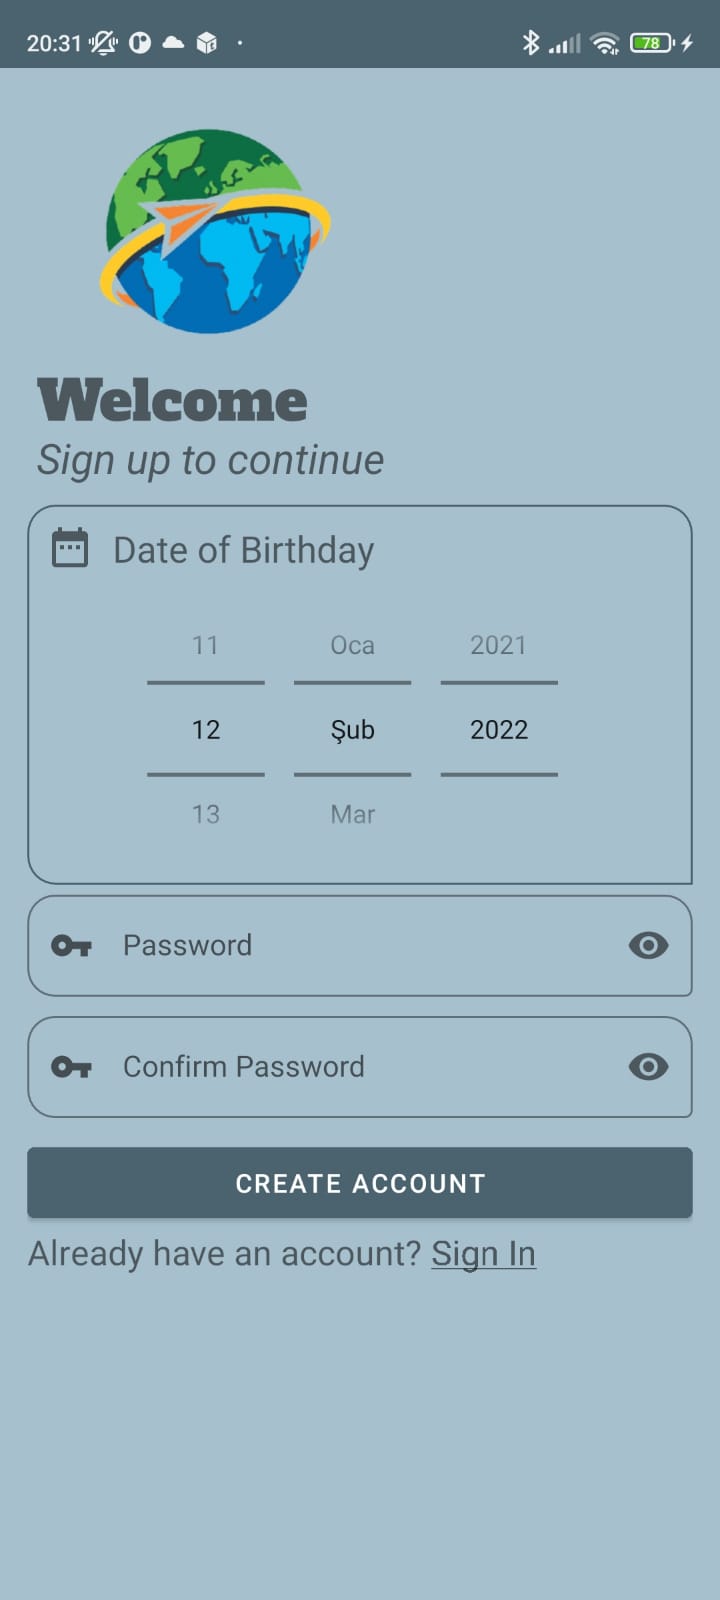 20:31 78
Welcome
Sign up to continue
Date of Birthday
11 Oca 2021
12 Şub 2022
13 Mar
Password
Confirm Password
CREATE ACCOUNT
Already have an account? Sign In